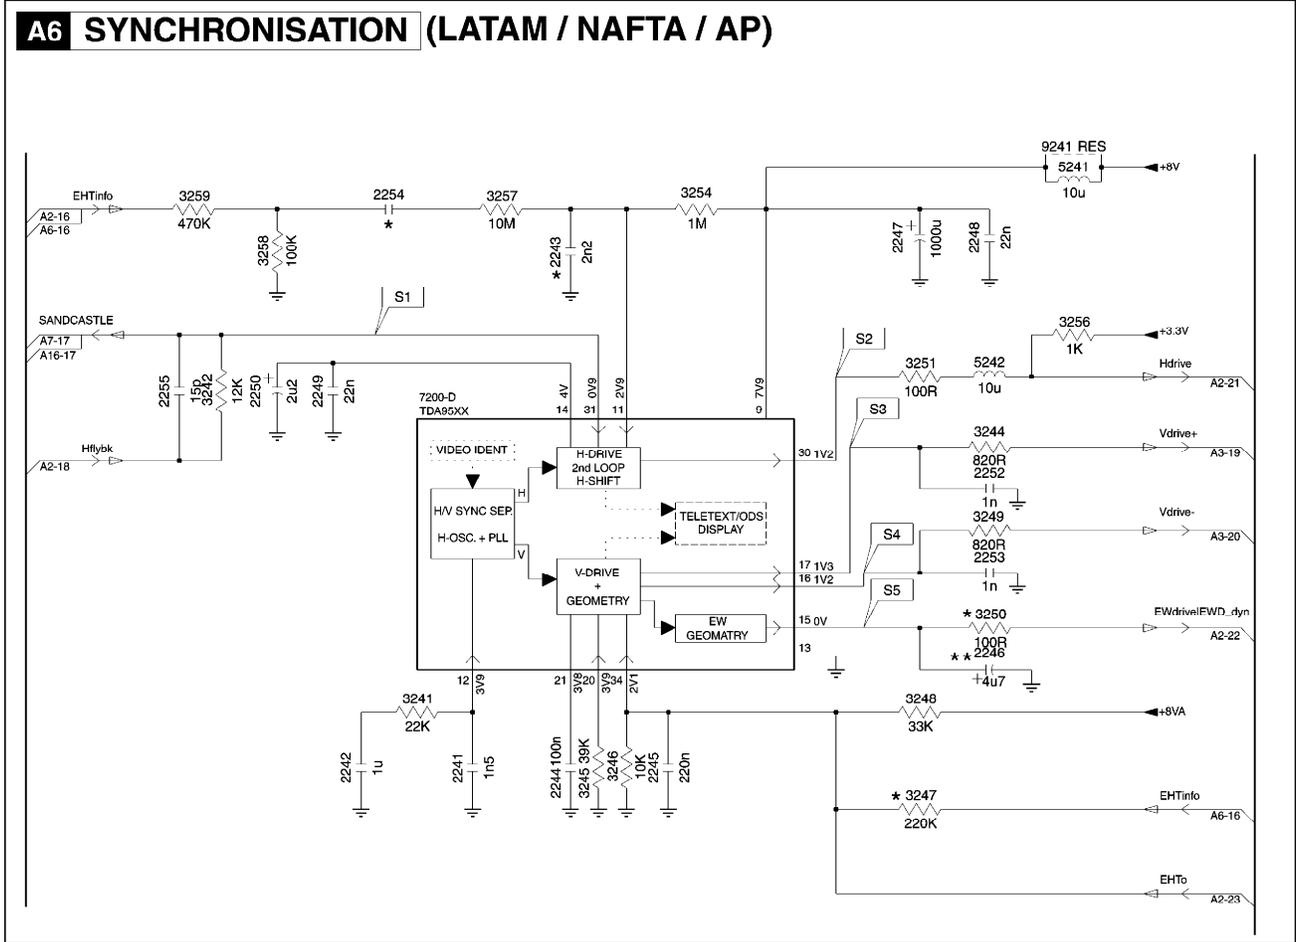 A6 SYNCHRONISATION (LATAM / NAFTA / AP)
9241 RES
5241
10u
+8V
EHTinfo
A2-16
A6-16
3259
470K
3258
100K
2254
*
3257
10M
* 2243
2n2
3254
1M
2247
+
1000u
2248
22n
SANDCASTLE
A7-17
A16-17
S1
S2
3256
1K
+3.3V
3251
100R
5242
10u
Hdrive
A2-21
2255
15p
3242
12K
2250
+
2u2
2249
22n
7200-D
TDA95XX
4V
14
0V9
31
2V9
11
7V9
9
Hflybk
A2-18
VIDEO IDENT
H-DRIVE
2nd LOOP
H-SHIFT
30 1V2
S3
3244
820R
2252
1n
Vdrive+
A3-19
H/V SYNC SEP.
H-OSC. + PLL
H
V
TELETEXT/ODS
DISPLAY
3249
820R
2253
1n
Vdrive-
A3-20
S4
V-DRIVE
+
GEOMETRY
17 1V3
16 1V2
S5
EW
GEOMATRY
15 0V
13
* 3250
100R
** 2246
+ 4u7
EWdrive|EWD_dyn
A2-22
12
3V9
21
3V8
20
3V9
34
2V1
3241
22K
2242
1u
2241
1n5
2244
100n
3245
39K
3246
10K
2245
220n
3248
33K
+8VA
* 3247
220K
EHTinfo
A6-16
EHTo
A2-23